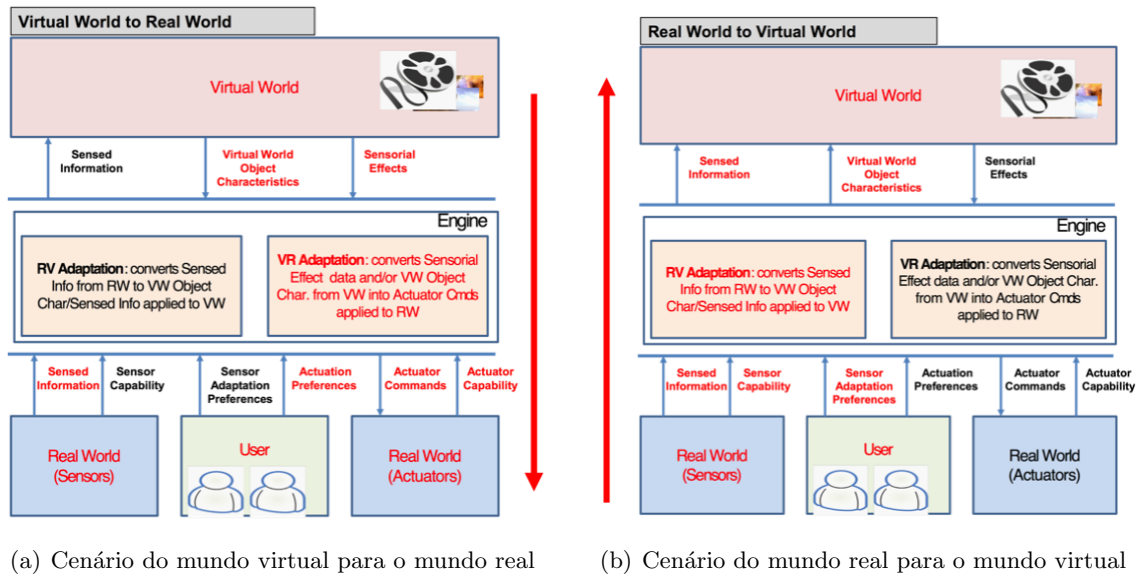 Virtual World to Real World
Virtual World
Sensed
Information
Virtual World
Object
Characteristics
Sensorial
Effects
Engine
RV Adaptation: converts Sensed
Info from RW to VW Object
Char/Sensed Info applied to VW
VR Adaptation: converts Sensorial
Effect data and/or VW Object
Char. from VW into Actuator Cmds
applied to RW
Sensed
Information
Sensor
Capability
Sensor
Adaptation
Preferences
Actuation
Preferences
Actuator
Commands
Actuator
Capability
Real World
(Sensors)
User
Real World
(Actuators)
(a) Cenário do mundo virtual para o mundo real
Real World to Virtual World
Virtual World
Sensed
Information
Virtual World
Object
Characteristics
Sensorial
Effects
Engine
RV Adaptation: converts Sensed
Info from RW to VW Object
Char/Sensed Info applied to VW
VR Adaptation: converts Sensorial
Effect data and/or VW Object Char.
from VW into Actuator Cmds
applied to RW
Sensed
Information
Sensor
Capability
Sensor
Adaptation
Preferences
Actuation
Preferences
Actuator
Commands
Actuator
Capability
Real World
(Sensors)
User
Real World
(Actuators)
(b) Cenário do mundo real para o mundo virtual